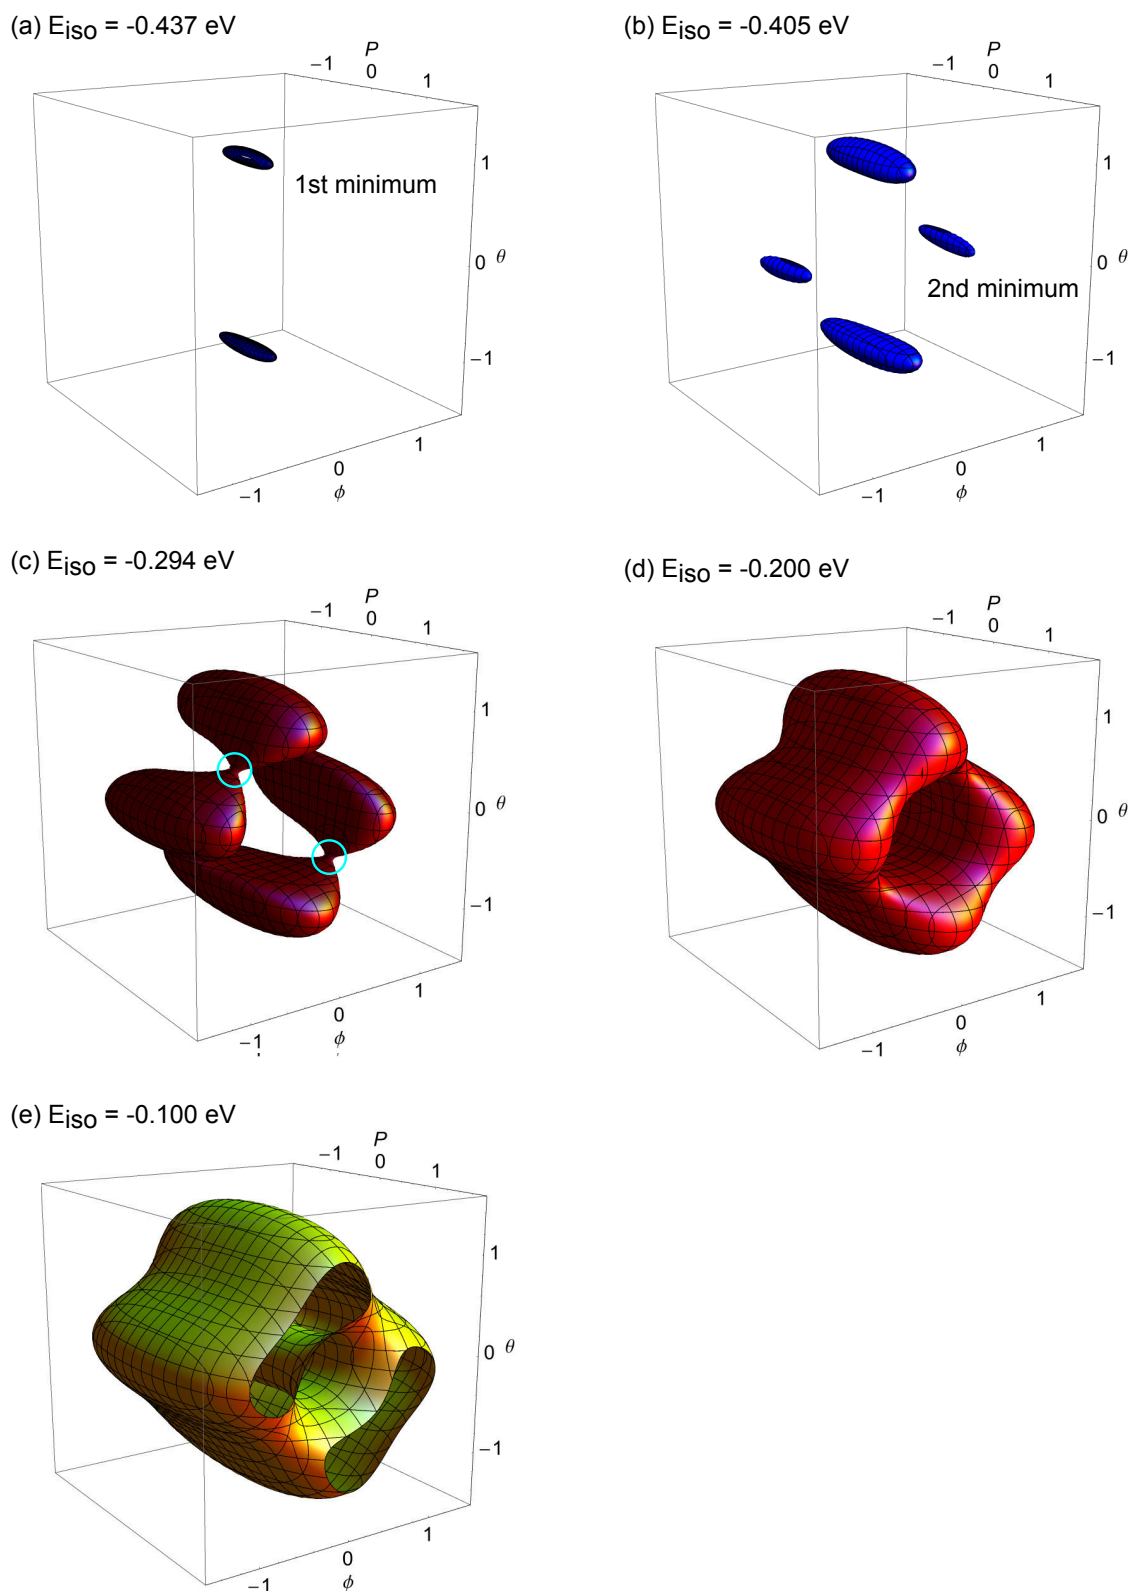 (a) Eiso = -0.437 eV
P
−1 0 1
1
1st minimum
0 θ
−1
1
0
−1
ϕ
(b) Eiso = -0.405 eV
P
−1 0 1
1
0 θ
2nd minimum
−1
1
0
−1
ϕ
(c) Eiso = -0.294 eV
P
−1 0 1
1
0 θ
−1
1
0
−1
ϕ
(d) Eiso = -0.200 eV
P
−1 0 1
1
0 θ
−1
1
0
−1
ϕ
(e) Eiso = -0.100 eV
P
−1 0 1
1
0 θ
−1
1
0
−1
ϕ